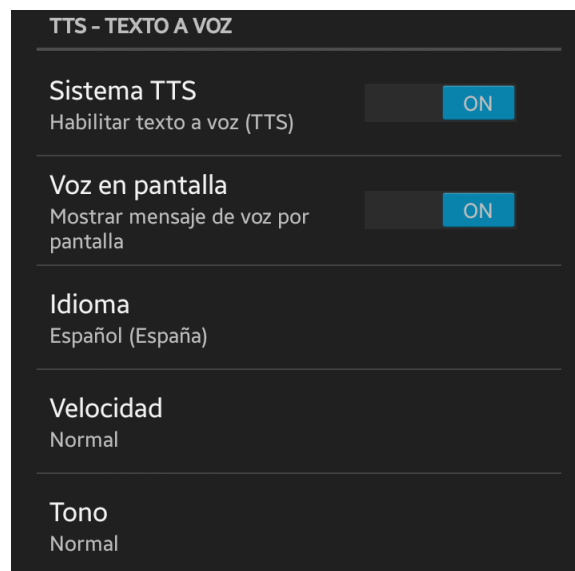 TTS – TEXTO A VOZ
Sistema TTS
Habilitar texto a voz (TTS)
ON
Voz en pantalla
Mostrar mensaje de voz por
pantalla
ON
Idioma
Español (España)
Velocidad
Normal
Tono
Normal